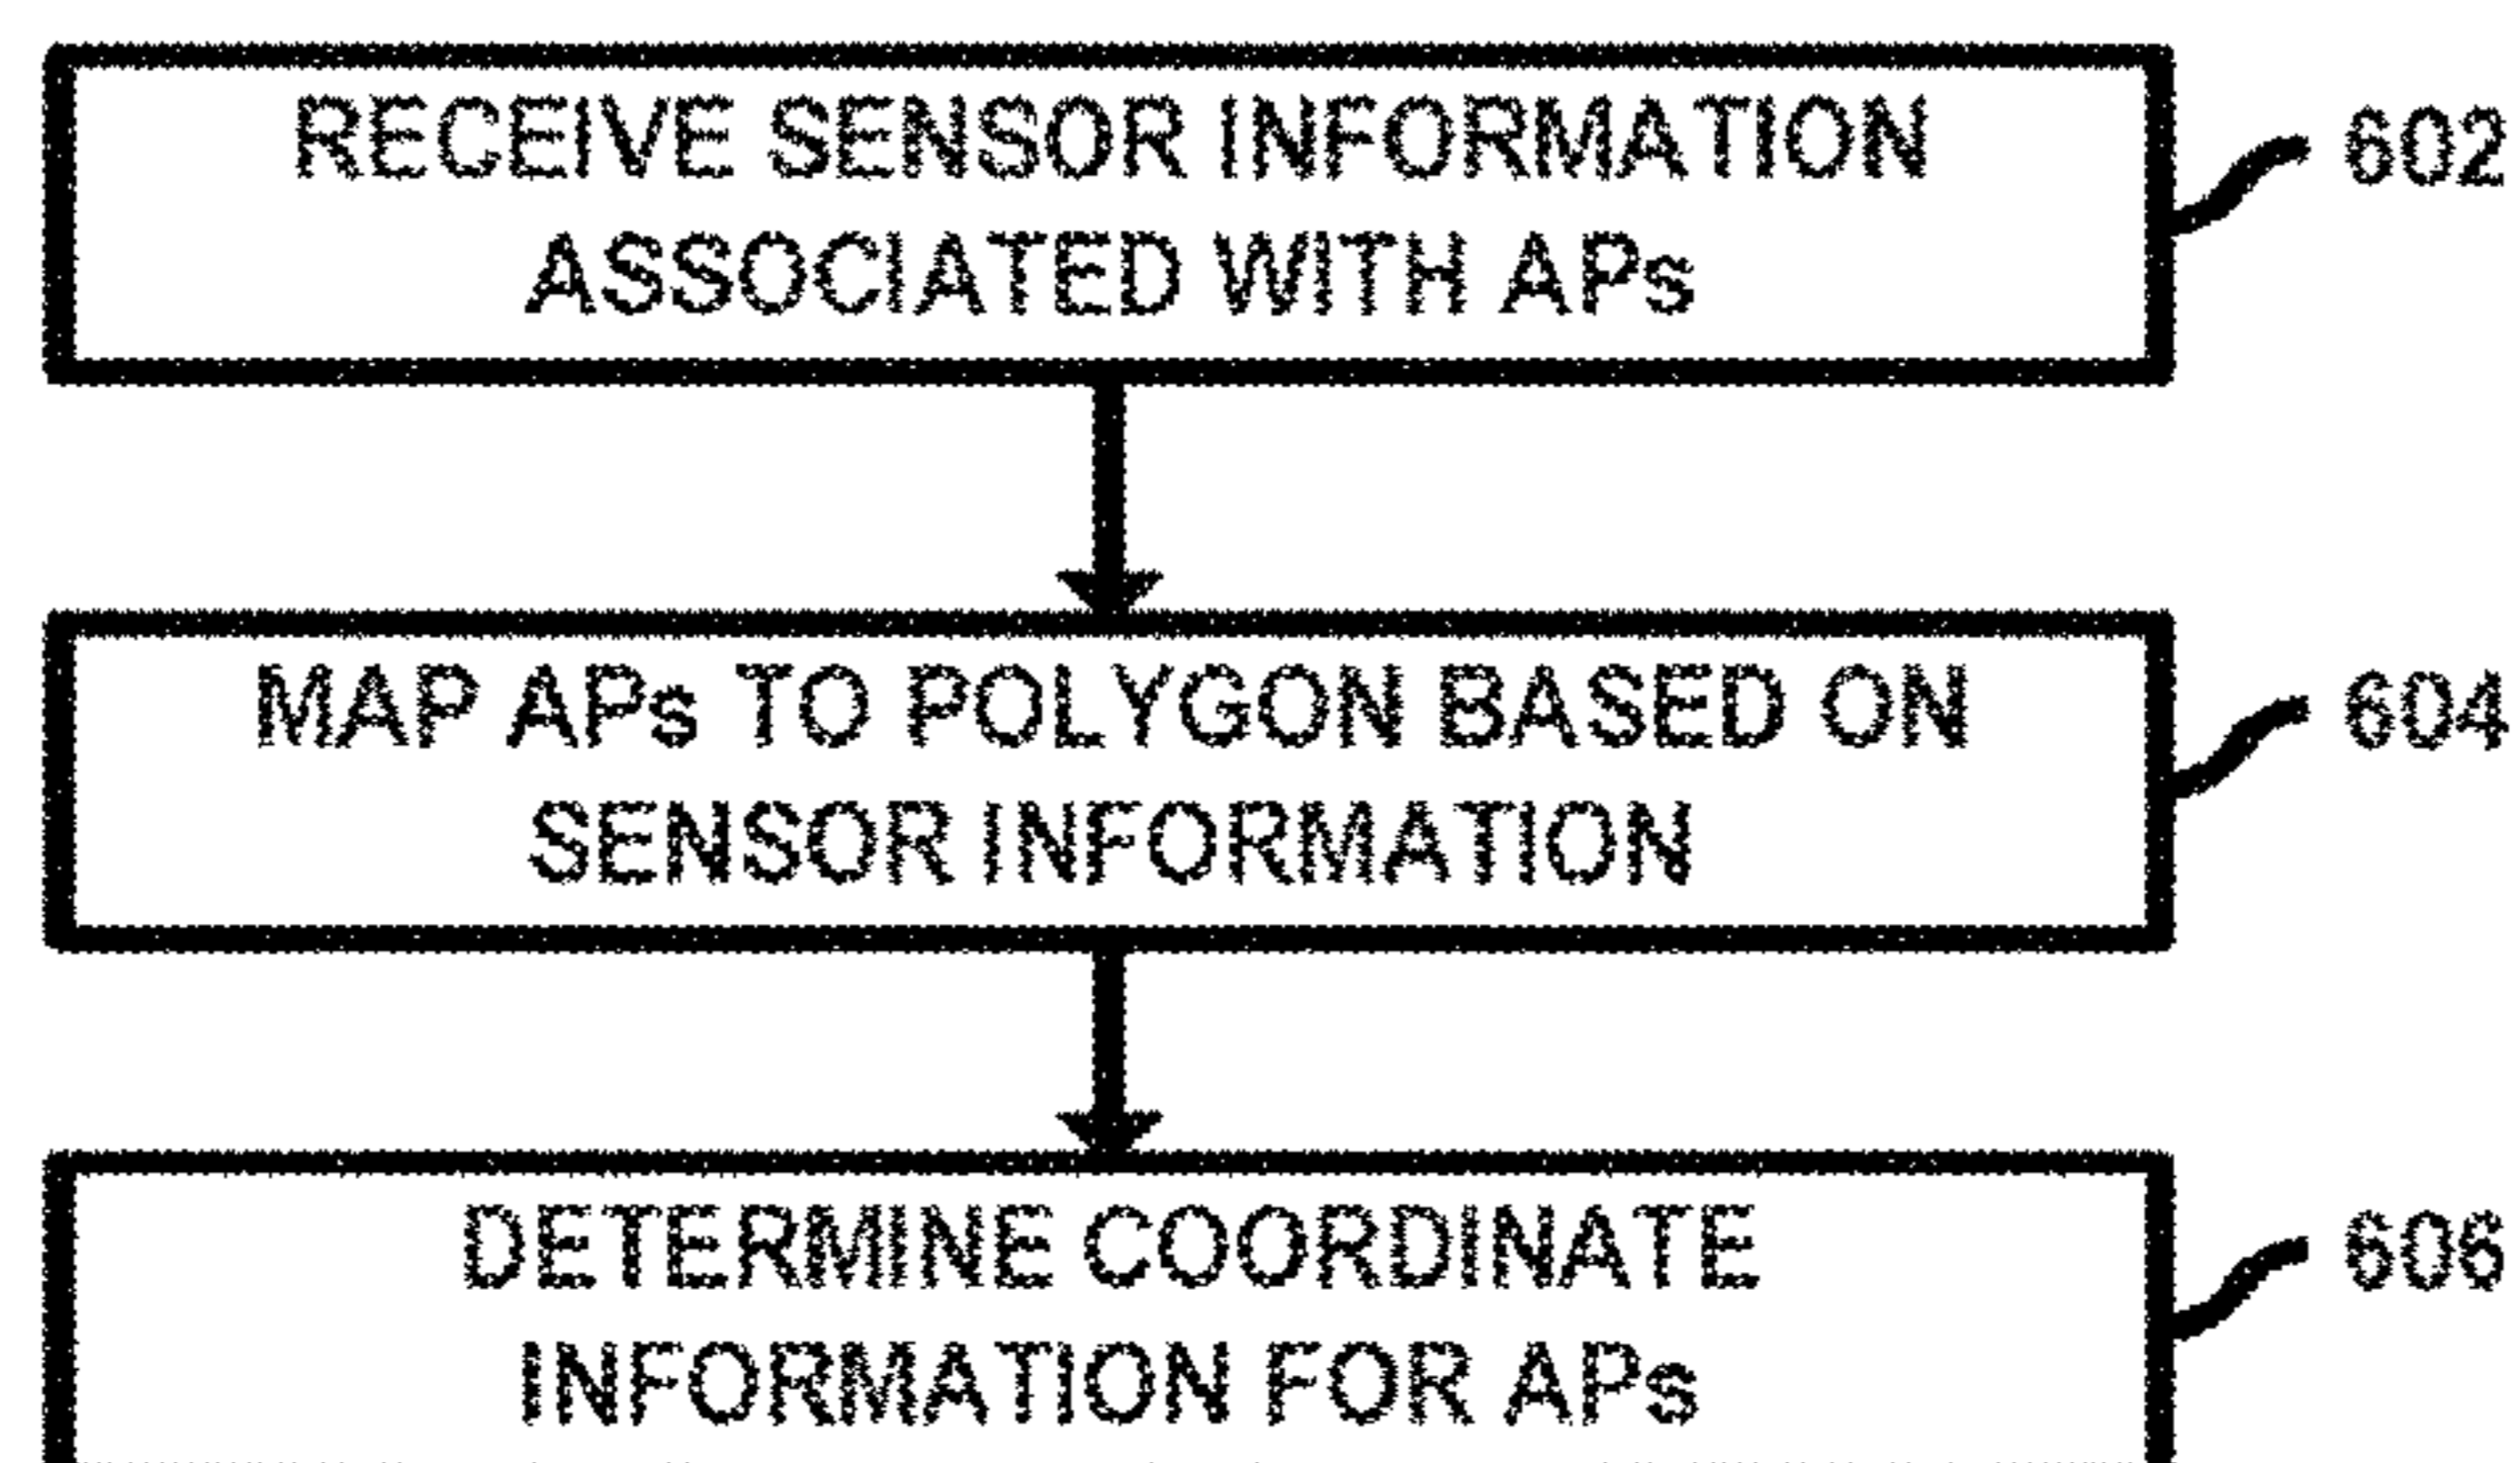 RECEIVE SENSOR INFORMATION
ASSOCIATED WITH APs
602
MAP APs TO POLYGON BASED ON
SENSOR INFORMATION
604
DETERMINE COORDINATE
INFORMATION FOR APs
606